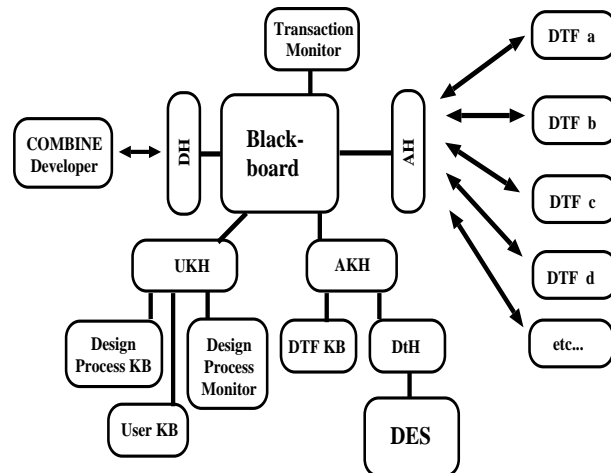 Transaction
Monitor
DTF a
COMBINE
Developer
DH
Black-
board
AH
DTF b
DTF c
UKH
AKH
DTF d
Design
Process KB
Design
Process
Monitor
DTF KB
DtH
etc...
User KB
DES